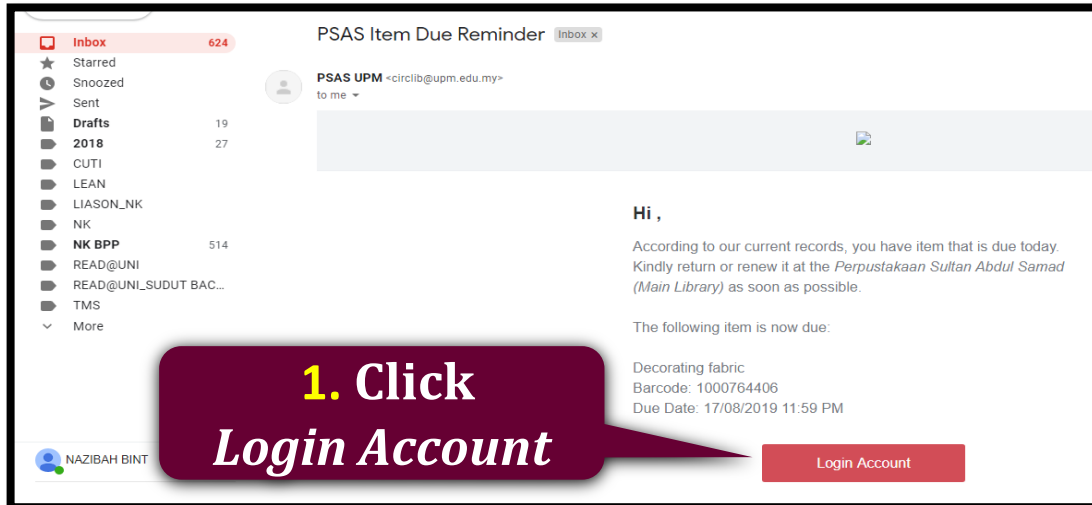 Inbox 624
Starred
Snoozed
Sent
Drafts 19
2018 27
CUTI
LEAN
LIASON_NK
NK
NK BPP 514
READ@UNI
READ@UNI_SUDUT BAC...
TMS
More
NAZIBAH BINT
PSAS Item Due Reminder Inbox x
PSAS UPM <circlib@upm.edu.my>
to me
Hi ,
According to our current records, you have item that is due today.
Kindly return or renew it at the Perpustakaan Sultan Abdul Samad
(Main Library) as soon as possible.
The following item is now due:
Decorating fabric
Barcode: 1000764406
Due Date: 17/08/2019 11:59 PM
Login Account
1. Click
Login Account